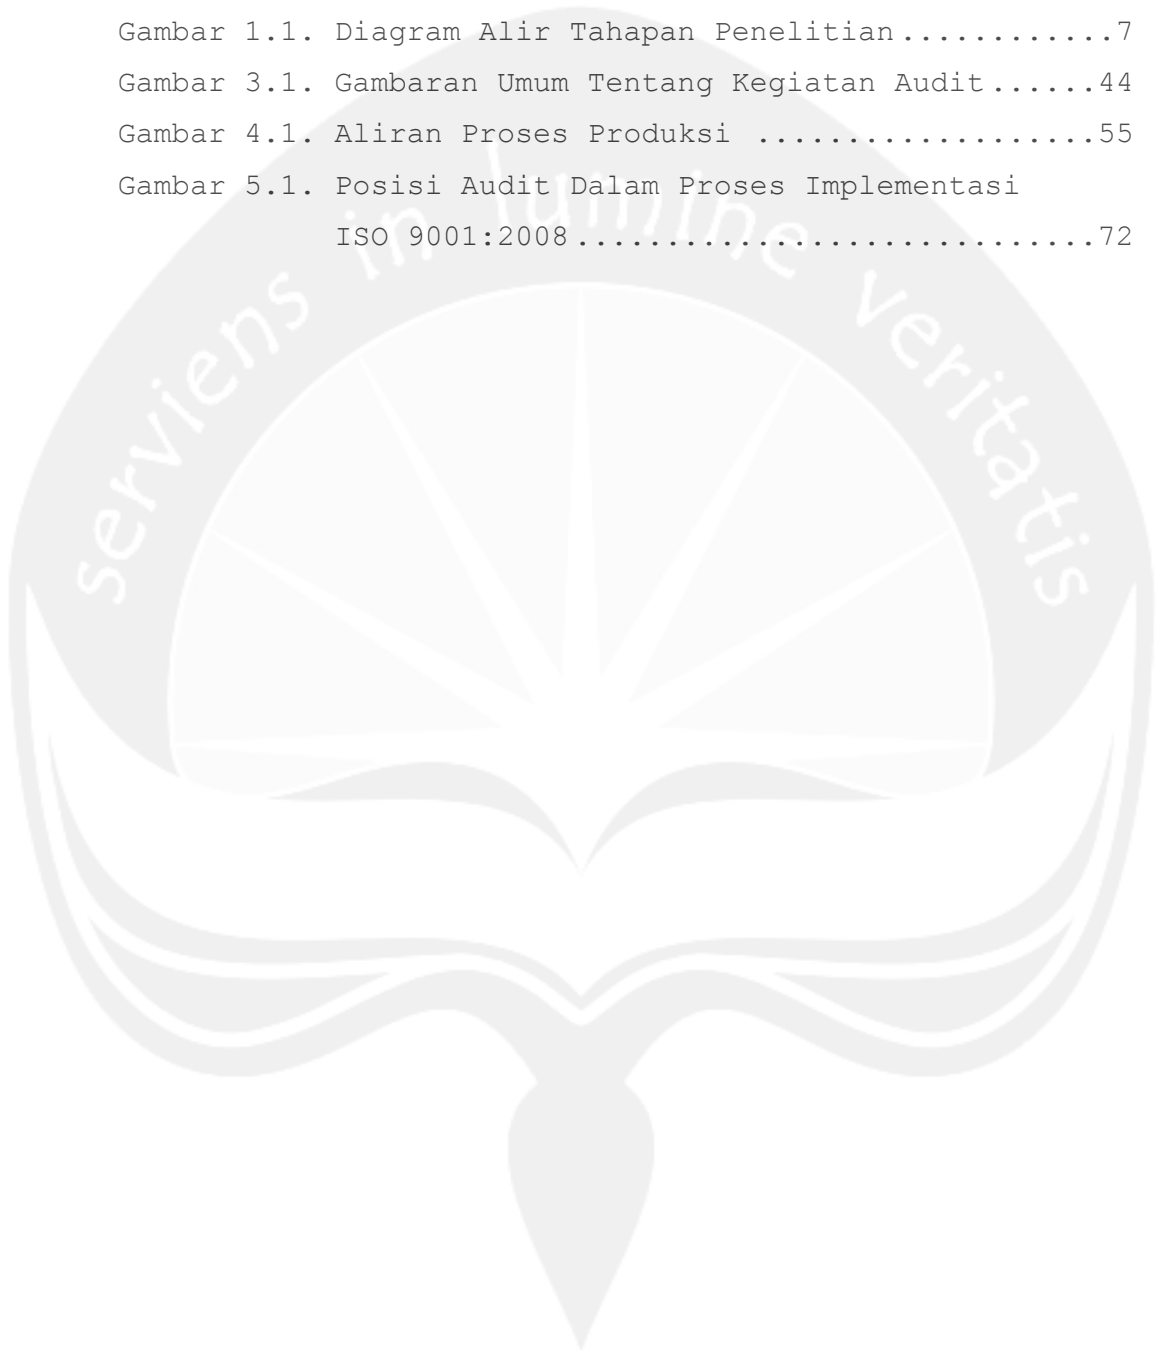 Gambar 1.1. Diagram Alir Tahapan Penelitian............7
Gambar 3.1. Gambaran Umum Tentang Kegiatan Audit......44
Gambar 4.1. Aliran Proses Produksi ...................55
Gambar 5.1. Posisi Audit Dalam Proses Implementasi
ISO 9001:2008.............................72
serviens in lumine veritatis